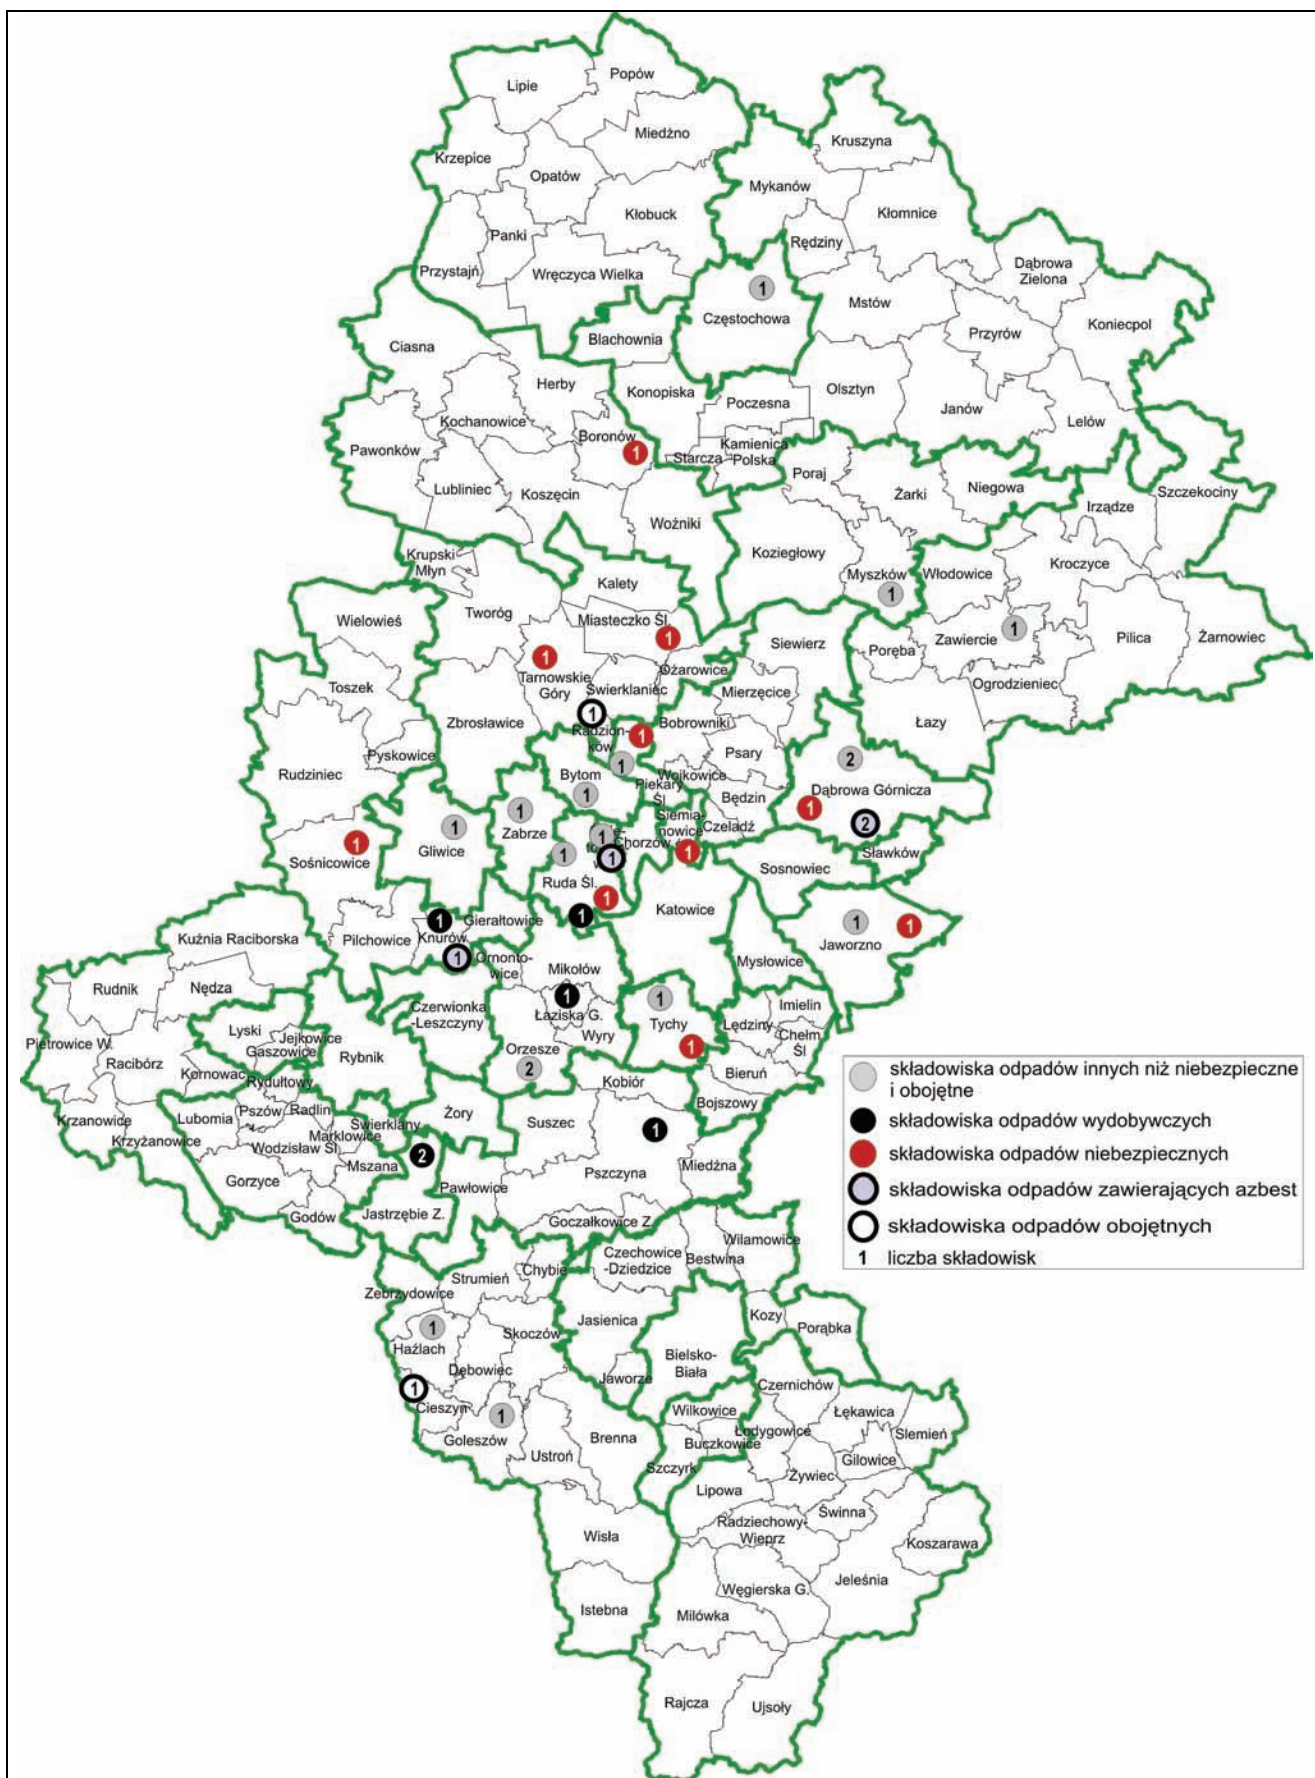 Lipie
Popów
Miedźno
Kruszyna
Krzepice
Opatów
Mykanów
Kłobuck
Kłomnice
Panki
Rędziny
Przystajń
Wręczyca Wielka
Dąbrowa
Zielona
1
Mstów
Częstochowa
Koniecpol
Blachownia
Przyrów
Ciasna
Herby
Konopiska
Olsztyn
Poczesna
Janów
Lelów
Kochanowice
Boronów
1
Kamienica
Polska
Starcza
Pawonków
Poraj
Niegowa
Szczekociny
Lubliniec
Koszęcin
Żarki
Irządze
Woźniki
Koziegłowy
Krupski
Młyn
Kroczyce
Myszków
1
Włodowice
Kalety
Tworóg
Wielowieś
Miasteczko Śl.
1
1
Zawiercie
Siewierz
Poręba
Pilica
Żarnowiec
1
Tarnowskie
Góry
Ożarowice
Świerklaniec
Mierzęcice
Ogrodzieniec
Toszek
1
Zbrosławice
Bobrowniki
Łazy
Radzion-
ków
1
1
Pyskowice
Psary
2
Rudziniec
Bytom
1
Wojkowice
Piekary
Śl.
Będzin
Dąbrowa Górnicza
1
2
1
Zabrze
Siemia-
nowice
Czeladź
1
Gliwice
1
Chorzów
1
1
1
Sławków
1
Sośnicowice
Sosnowiec
Ruda Śl.
1
1
Katowice
1
Jaworzno
1
Kuźnia Raciborska
Pilchowice
1
Knurów
Gierałtowice
1
Ornonto-
wice
Mikołów
Mysłowice
Rudnik
Nędza
1
Łaziska G.
1
Tychy
1
Imielin
Lędziny
Chełm
Śl
Czerwionka
-Leszczyny
Wyry
Lyski
Jejkowice
Gaszowice
Pietrowice W.
Racibórz
Rybnik
Orzesze
2
Bieruń
Kornowac
Rydułtowy
Kobiór
Bojszowy
Krzanowice
Lubomia
Pszów
Radlin
Żory
Świerklany
Suszec
1
Krzyżanowice
Marklowice
Wodzisław Śl.
2
Mszana
Pszczyna
Miedźna
Gorzyce
Pawłowice
Godów
Jastrzębie Z.
Goczałkowice Z.
Wilamowice
Czechowice
-Dziedzice
Bestwina
Chybie
Strumień
Zebrzydowice
1
Haźlach
Skoczów
Jasienica
Kozy
Porąbka
Dębowiec
Jaworze
Bielsko-
Biała
Czernichów
1
Cieszyn
1
Wilkowice
Łękawica
Ślemień
Goleszów
Brenna
Buczkowice
Łodygowice
Gilowice
Ustroń
Szczyrk
Żywiec
Lipowa
Świnna
Radziechowy-
Wieprz
Wisła
Koszarawa
Jeleśnia
Węgierska G.
Istebna
Milówka
Rajcza
Ujsoły
składowiska odpadów innych niż niebezpieczne
i obojętne
składowiska odpadów wydobywczych
składowiska odpadów niebezpiecznych
składowiska odpadów zawierających azbest
składowiska odpadów obojętnych
1 liczba składowisk